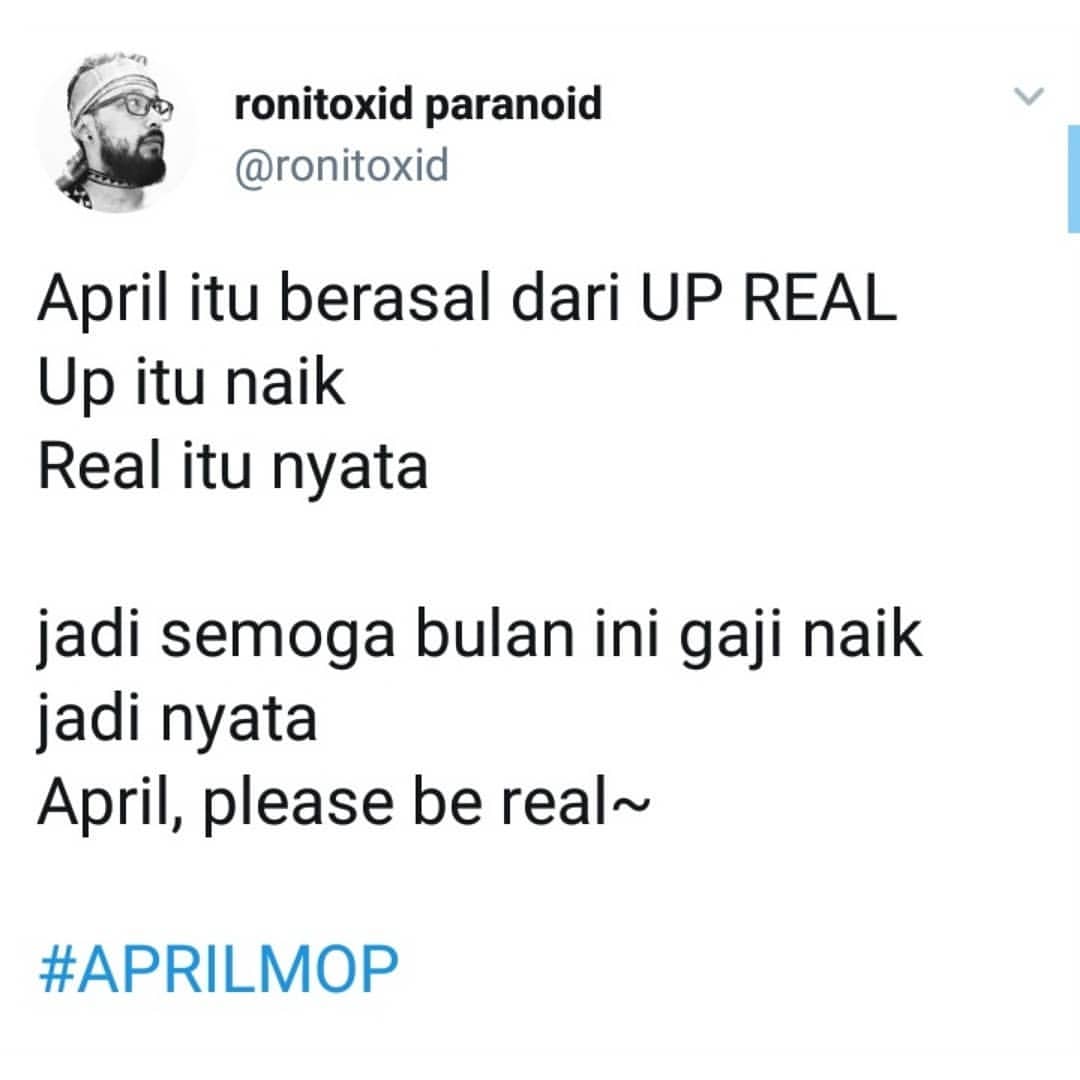 ronitoxid paranoid
@ronitoxid
April itu berasal dari UP REAL
Up itu naik
Real itu nyata
jadi semoga bulan ini gaji naik
jadi nyata
April, please be real~
#APRILMOP